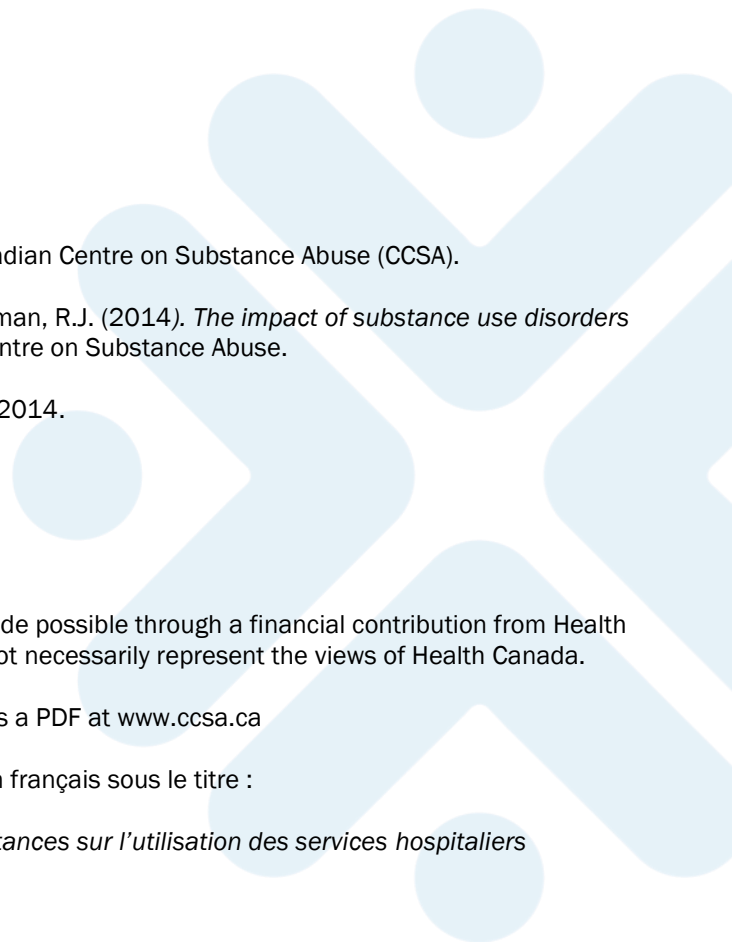 adian Centre on Substance Abuse (CCSA).
man, R.J. (2014). The impact of substance use disorders
entre on Substance Abuse.
2014.
de possible through a financial contribution from Health
ot necessarily represent the views of Health Canada.
s a PDF at www.ccsa.ca
français sous le titre :
tances sur l’utilisation des services hospitaliers